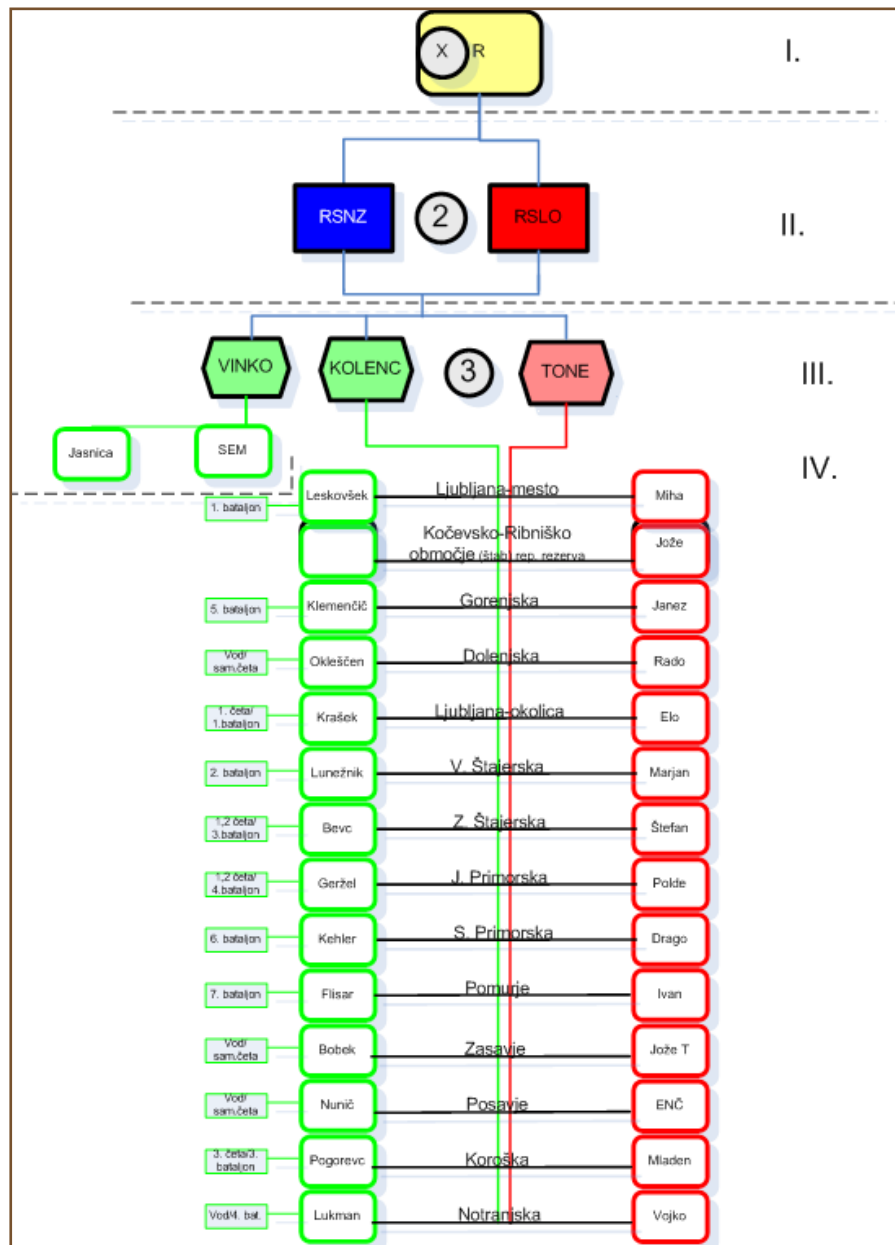 X R
I.
RSNZ
2
RSLO
II.
VINKO
KOLENC
3
TONE
III.
Jasnica
SEM
IV.
1. bataljon
Leskovšek
Ljubljana-mesto
Miha
Kočevsko-Ribniško
območje (štab) rep. rezerva
Jože
5. bataljon
Klemenčič
Gorenjska
Janez
Vod/
sam.četa
Okleščen
Dolenjska
Rado
1. četa/
1.bataljon
Krašek
Ljubljana-okolica
Elo
2. bataljon
Lunežnik
V. Štajerska
Marjan
1,2 četa/
3.bataljon
Bevc
Z. Štajerska
Štefan
1,2 četa/
4.bataljon
Geržel
J. Primorska
Polde
6. bataljon
Kehler
S. Primorska
Drago
7. bataljon
Flisar
Pomurje
Ivan
Vod/
sam.četa
Bobek
Zasavje
Jože T
Vod/
sam.četa
Nunič
Posavje
ENČ
3. četa/3.
bataljon
Pogorevc
Koroška
Mladen
Vod/4. bat.
Lukman
Notranjska
Vojko